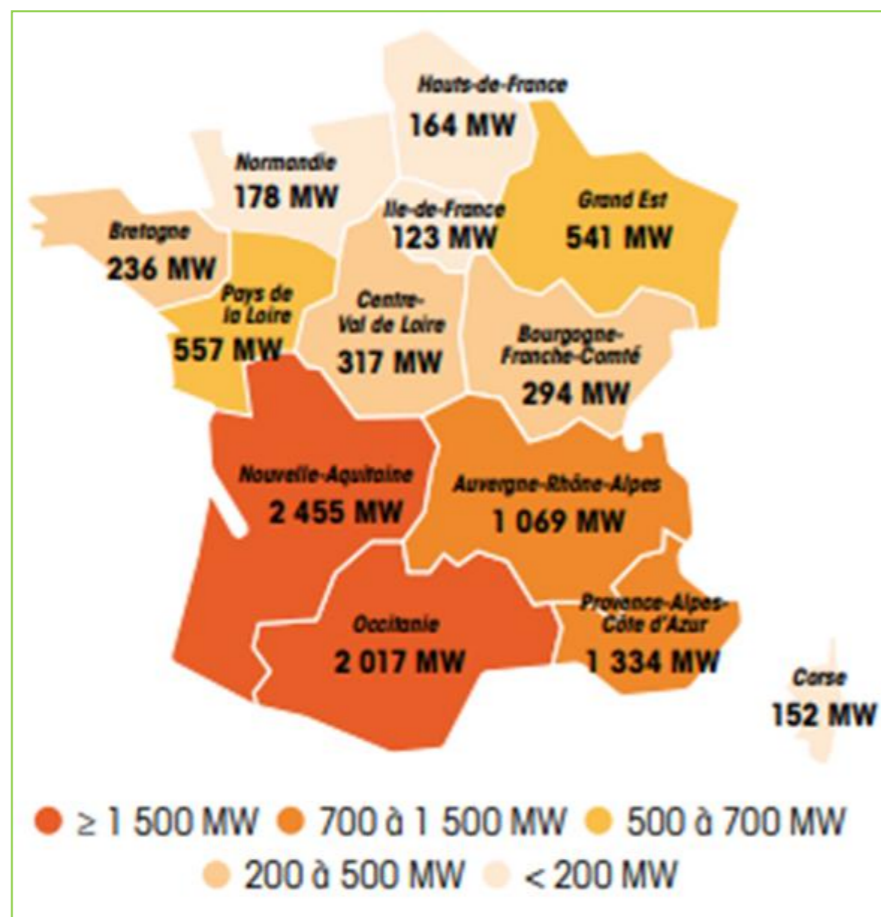 Hauts-de-France
164 MW
Normandie
178 MW
Ile-de-France
123 MW
Grand Est
541 MW
Bretagne
236 MW
Pays de
la Loire
557 MW
Centre-
Val de Loire
317 MW
Bourgogne-
Franche-Comté
294 MW
Nouvelle-Aquitaine
2 455 MW
Auvergne-Rhône-Alpes
1 069 MW
Occitanie
2 017 MW
Provence-Alpes-
Côte d'Azur
1 334 MW
Corse
152 MW
≥ 1 500 MW 700 à 1 500 MW 500 à 700 MW
200 à 500 MW < 200 MW